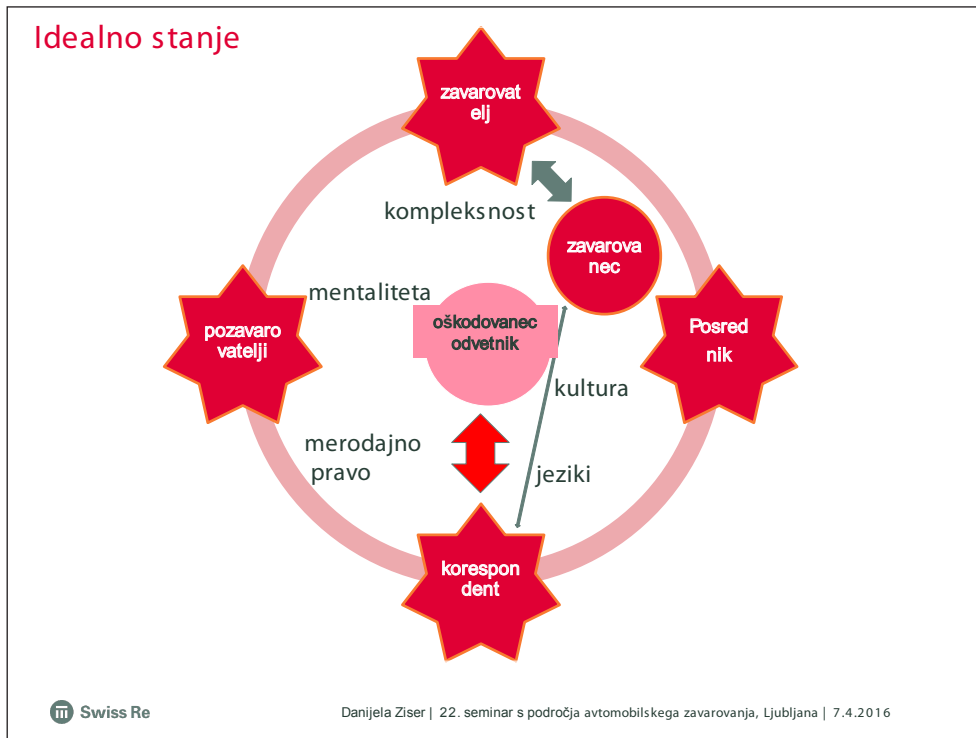 Idealno stanje
zavarovat
elj
kompleksnost
zavarova
nec
mentaliteta
oškodovanec
odvetnik
pozavaro
vatelji
Posred
nik
kultura
merodajno
pravo
jeziki
korespon
dent
Swiss Re
Danijela Ziser | 22. seminar s področja avtomobilskega zavarovanja, Ljubljana | 7.4.2016